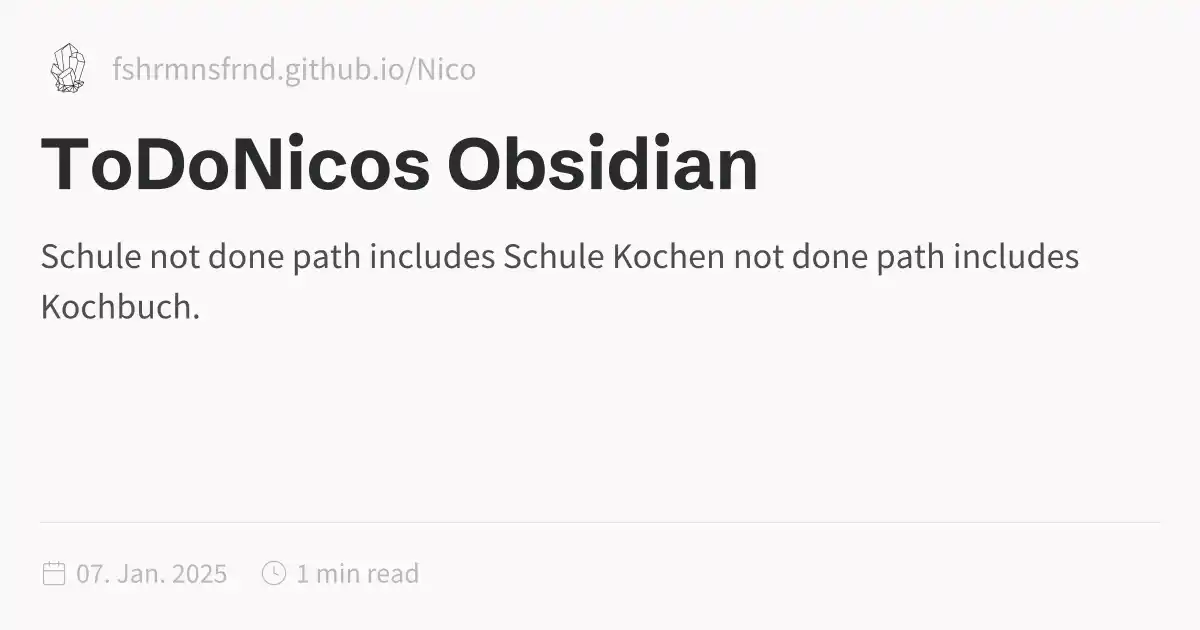 fshrmnsfrnd.github.io/Nico
ToDoNicos Obsidian
Schule not done path includes Schule Kochen not done path includes
Kochbuch.
07. Jan. 2025 1 min read